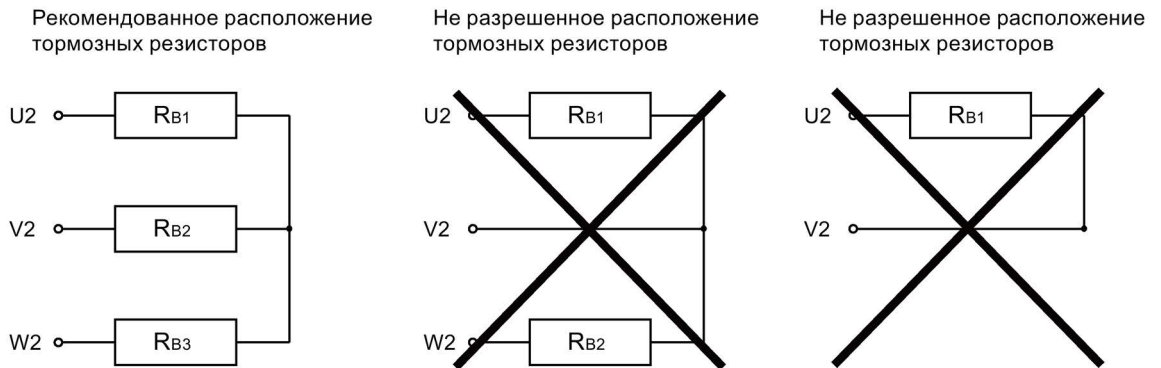 Рекомендованное расположение
тормозных резисторов
U2
RB1
V2
RB2
W2
RB3
Не разрешенное расположение
тормозных резисторов
U2
RB1
V2
W2
RB2
Не разрешенное расположение
тормозных резисторов
U2
RB1
V2